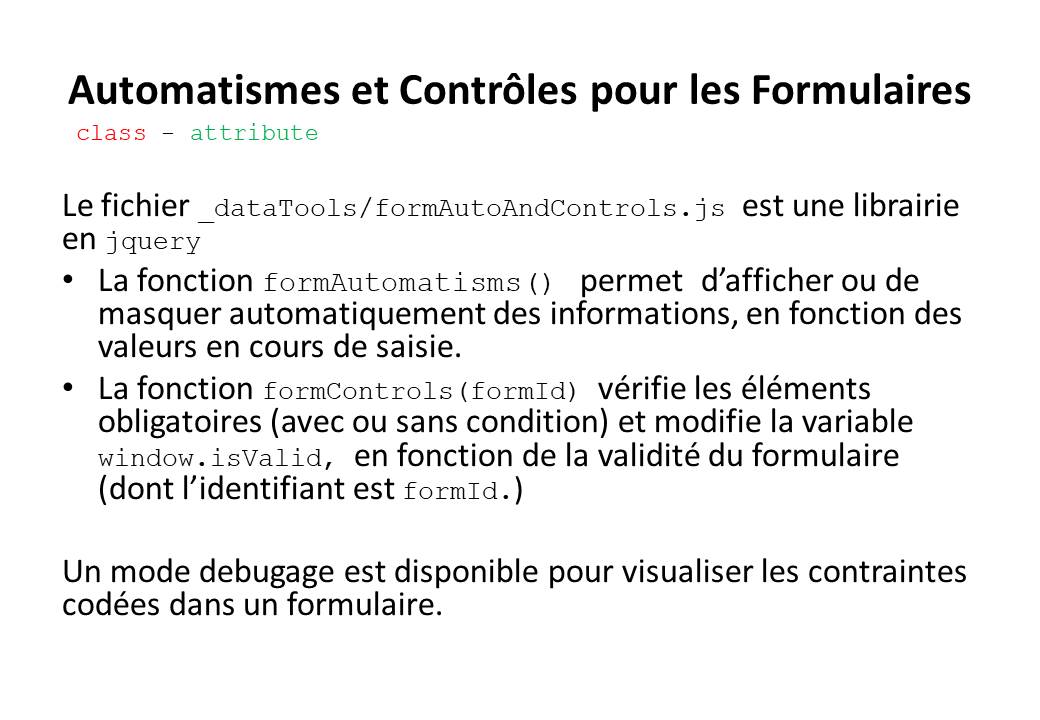 Automatismes et Contrôles pour les Formulaires
class - attribute
Le fichier _dataTools/formAutoAndControls.js est une librairie
en jquery
• La fonction formAutomatisms() permet d’afficher ou de
masquer automatiquement des informations, en fonction des
valeurs en cours de saisie.
• La fonction formControls(formId) vérifie les éléments
obligatoires (avec ou sans condition) et modifie la variable
window.isValid, en fonction de la validité du formulaire
(dont l’identifiant est formId.)
Un mode debugage est disponible pour visualiser les contraintes
codées dans un formulaire.